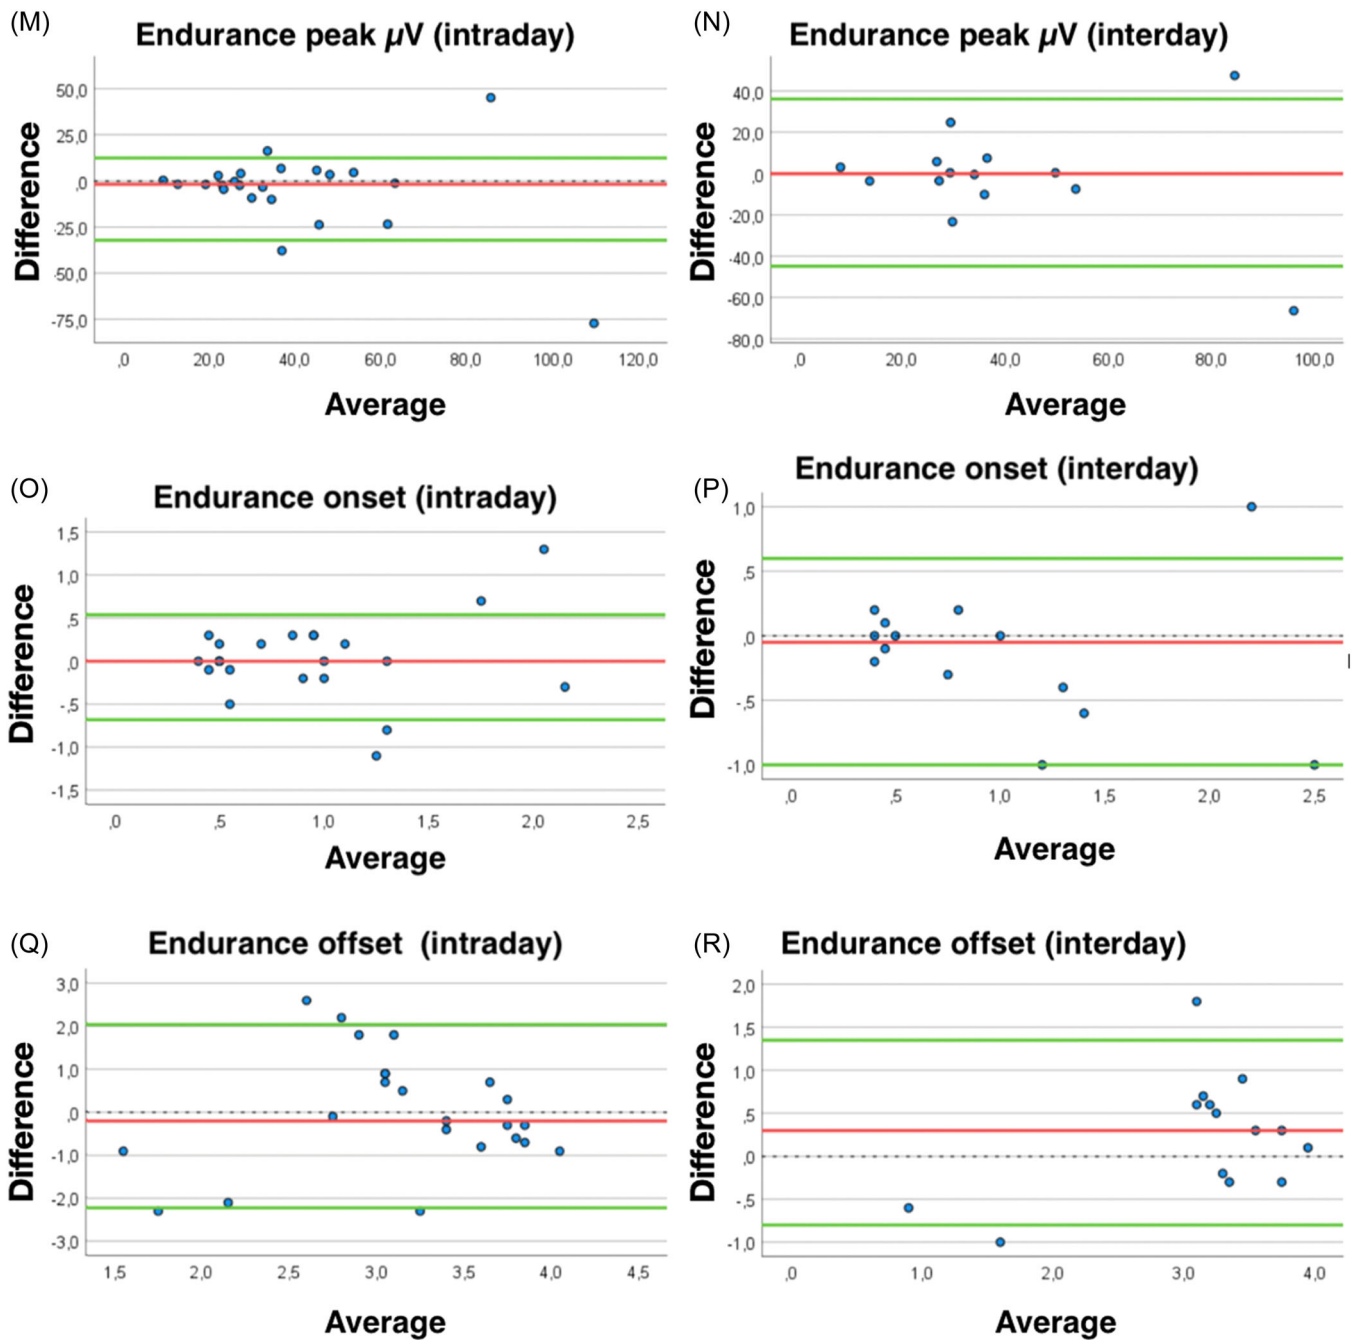 (M)
Endurance peak µV (intraday)
Difference
50,0
25,0
,0
-25,0
-50,0
-75,0
,0 20,0 40,0 60,0 80,0 100,0 120,0
Average
(N)
Endurance peak µV (interday)
Difference
40,0
20,0
,0
-20,0
-40,0
-60,0
-80,0
,0 20,0 40,0 60,0 80,0 100,0
Average
(O)
Endurance onset (intraday)
Difference
1,5
1,0
,5
,0
-,5
-1,0
-1,5
,0 ,5 1,0 1,5 2,0 2,5
Average
(P)
Endurance onset (interday)
Difference
1,0
,5
,0
-,5
-1,0
,0 ,5 1,0 1,5 2,0 2,5
Average
(Q)
Endurance offset (intraday)
Difference
3,0
2,0
1,0
,0
-1,0
-2,0
-3,0
1,5 2,0 2,5 3,0 3,5 4,0 4,5
Average
(R)
Endurance offset (interday)
Difference
2,0
1,5
1,0
,5
,0
-,5
-1,0
,0 1,0 2,0 3,0 4,0
Average